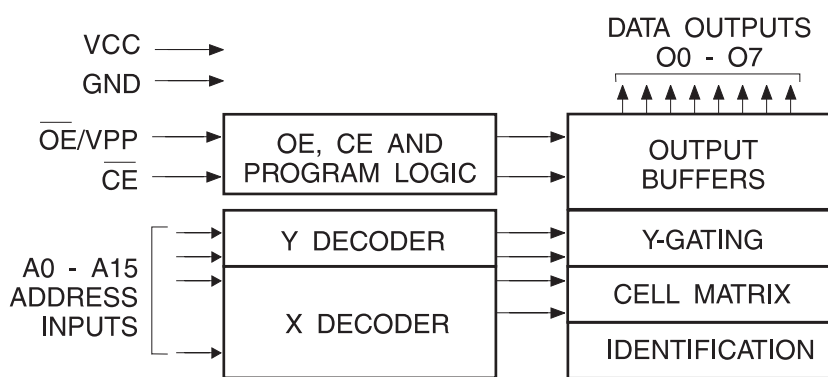 DATA OUTPUTS
O0 - O7
VCC
GND
OE/VPP
CE
OE, CE AND
PROGRAM LOGIC
OUTPUT
BUFFERS
A0 - A15
ADDRESS
INPUTS
Y DECODER
X DECODER
Y-GATING
CELL MATRIX
IDENTIFICATION